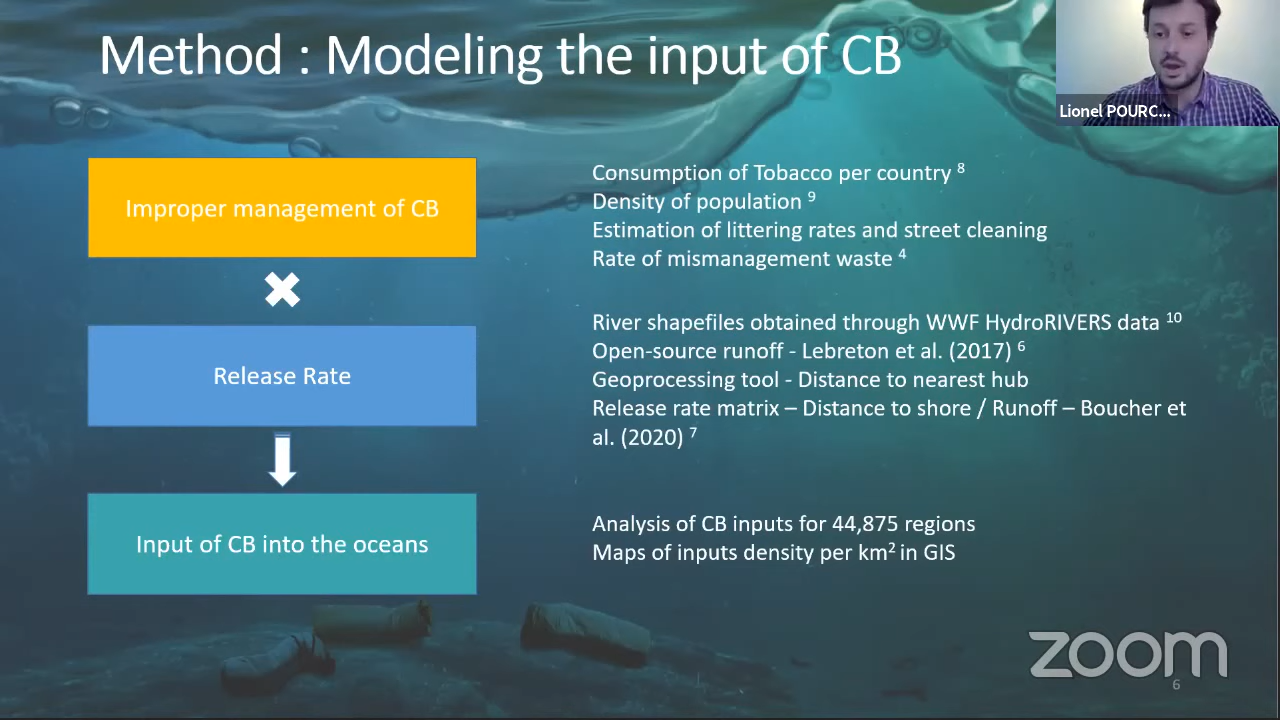 Method : Modeling the input of CB
Lionel POURC...
Improper management of CB
Consumption of Tobacco per country 8
Density of population 9
Estimation of littering rates and street cleaning
Rate of mismanagement waste 4
Release Rate
River shapefiles obtained through WWF HydroRIVERS data 10
Open-source runoff - Lebreton et al. (2017) 6
Geoprocessing tool - Distance to nearest hub
Release rate matrix – Distance to shore / Runoff – Boucher et
al. (2020) 7
Input of CB into the oceans
Analysis of CB inputs for 44,875 regions
Maps of inputs density per km2 in GIS
zoom
6